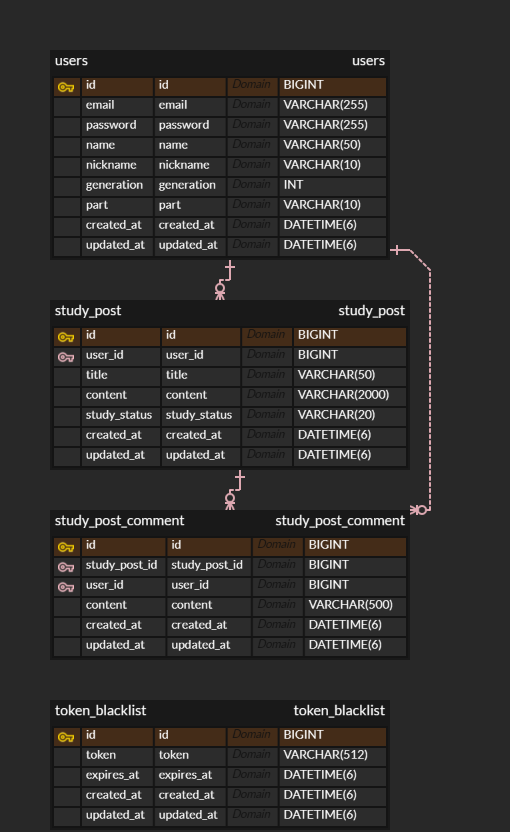 users users
id id Domain BIGINT
email email Domain VARCHAR(255)
password password Domain VARCHAR(255)
name name Domain VARCHAR(50)
nickname nickname Domain VARCHAR(10)
generation generation Domain INT
part part Domain VARCHAR(10)
created_at created_at Domain DATETIME(6)
updated_at updated_at Domain DATETIME(6)
study_post study_post
id id Domain BIGINT
user_id user_id Domain BIGINT
title title Domain VARCHAR(50)
content content Domain VARCHAR(2000)
study_status study_status Domain VARCHAR(20)
created_at created_at Domain DATETIME(6)
updated_at updated_at Domain DATETIME(6)
study_post_comment study_post_comment
id id Domain BIGINT
study_post_id study_post_id Domain BIGINT
user_id user_id Domain BIGINT
content content Domain VARCHAR(500)
created_at created_at Domain DATETIME(6)
updated_at updated_at Domain DATETIME(6)
token_blacklist token_blacklist
id id Domain BIGINT
token token Domain VARCHAR(512)
expires_at expires_at Domain DATETIME(6)
created_at created_at Domain DATETIME(6)
updated_at updated_at Domain DATETIME(6)